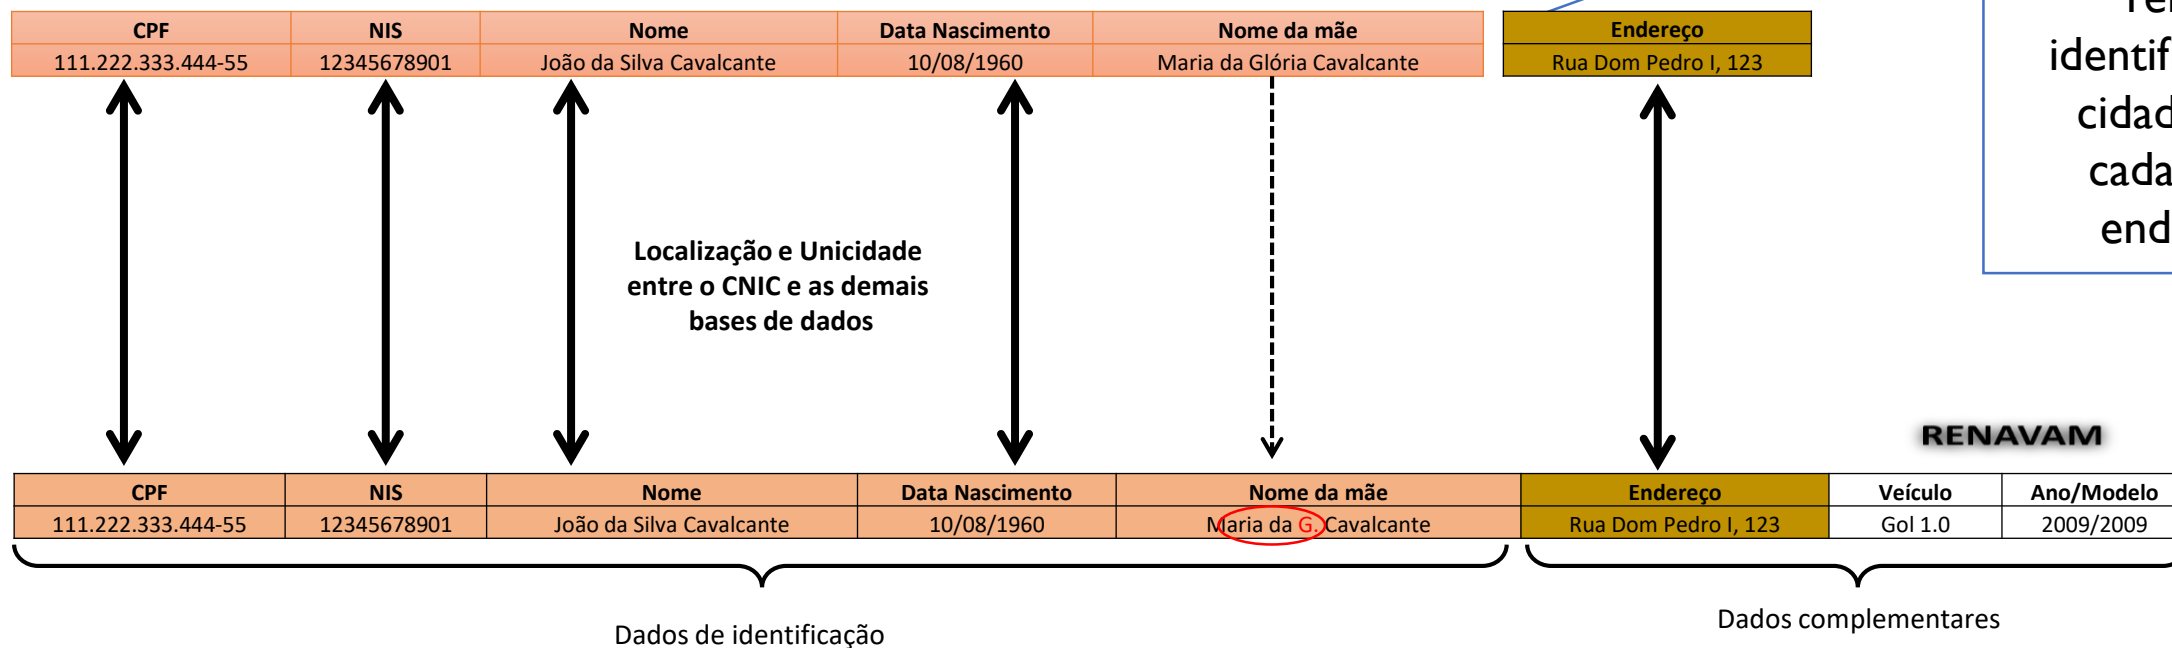 CPF NIS Nome Data Nascimento Nome da mãe Endereço
111.222.333.444-55 12345678901 João da Silva Cavalcante 10/08/1960 Maria da Glória Cavalcante Rua Dom Pedro I, 123
identif
cidad
cada
end
Localização e Unicidade
entre o CNIC e as demais
bases de dados
RENAVAM
CPF NIS Nome Data Nascimento Nome da mãe Endereço Veículo Ano/Modelo
111.222.333.444-55 12345678901 João da Silva Cavalcante 10/08/1960 Maria da G. Cavalcante Rua Dom Pedro I, 123 Gol 1.0 2009/2009
Dados de identificação
Dados complementares